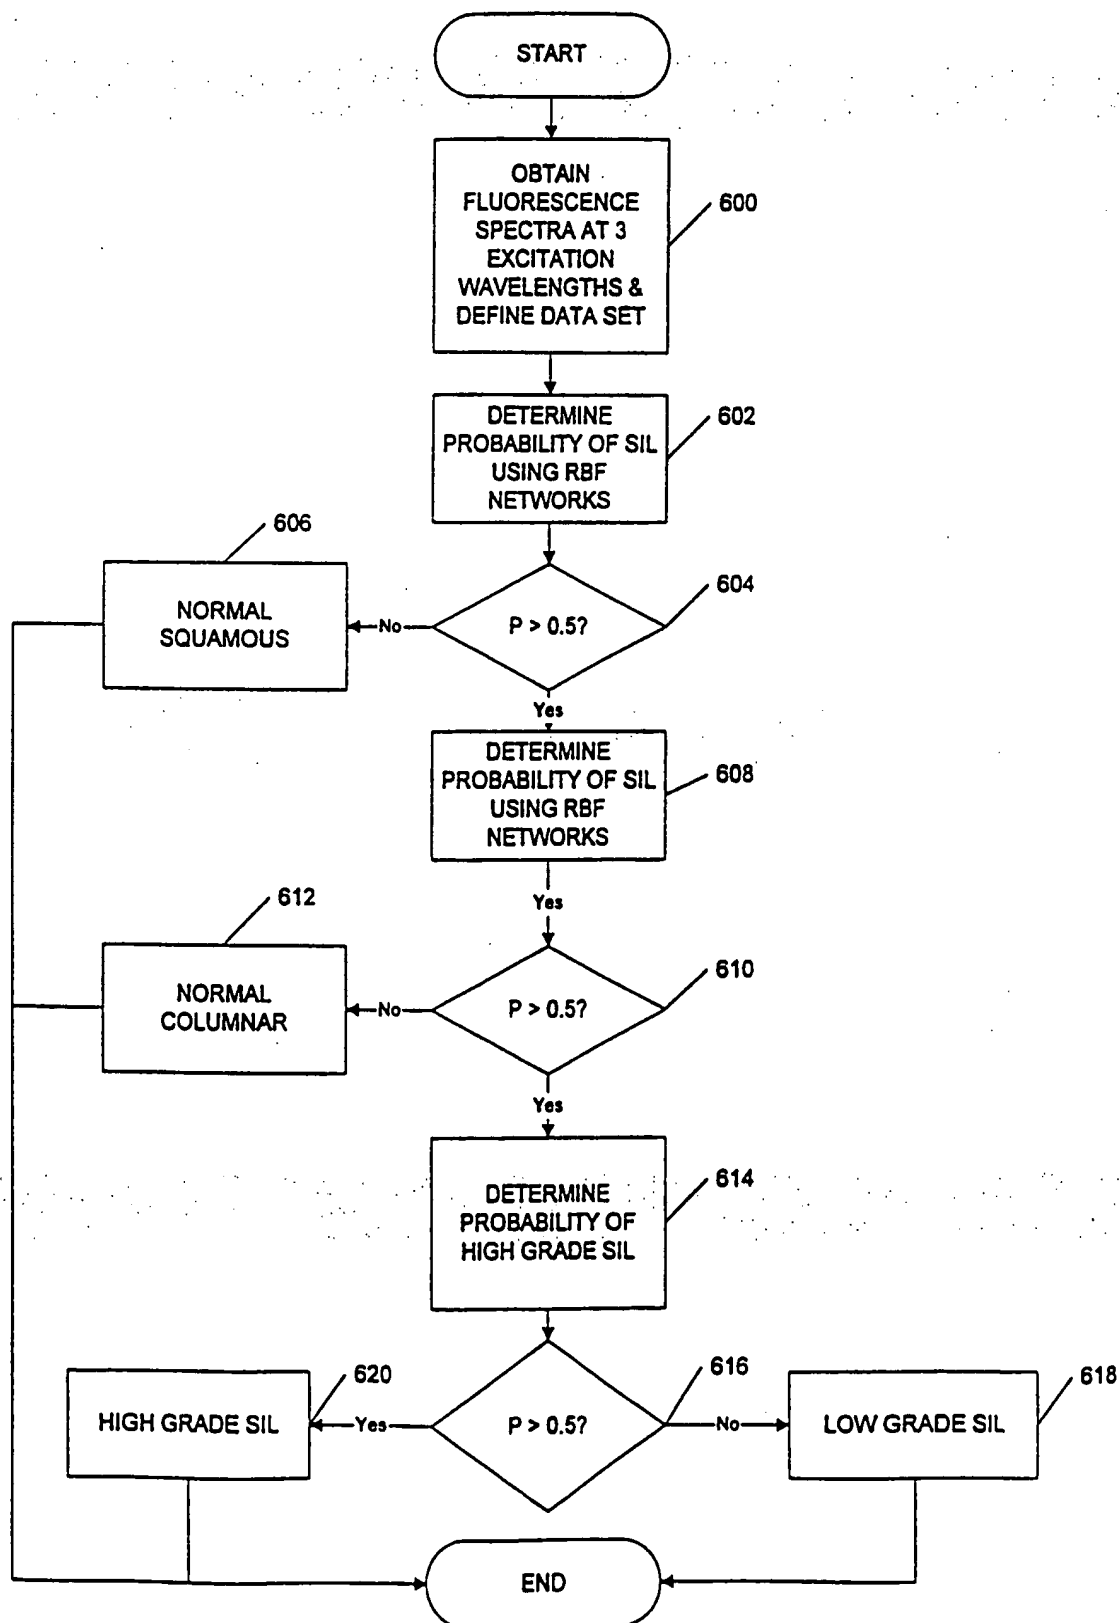 START
OBTAIN
FLUORESCENCE
SPECTRA AT 3
EXCITATION
WAVELENGTHS &
DEFINE DATA SET
600
DETERMINE
PROBABILITY OF SIL
USING RBF
NETWORKS
602
606
NORMAL
SQUAMOUS
No
P > 0.5?
604
Yes
DETERMINE
PROBABILITY OF SIL
USING RBF
NETWORKS
608
Yes
612
NORMAL
COLUMNAR
No
P > 0.5?
610
Yes
DETERMINE
PROBABILITY OF
HIGH GRADE SIL
614
620
HIGH GRADE SIL
Yes
P > 0.5?
616
No
618
LOW GRADE SIL
END